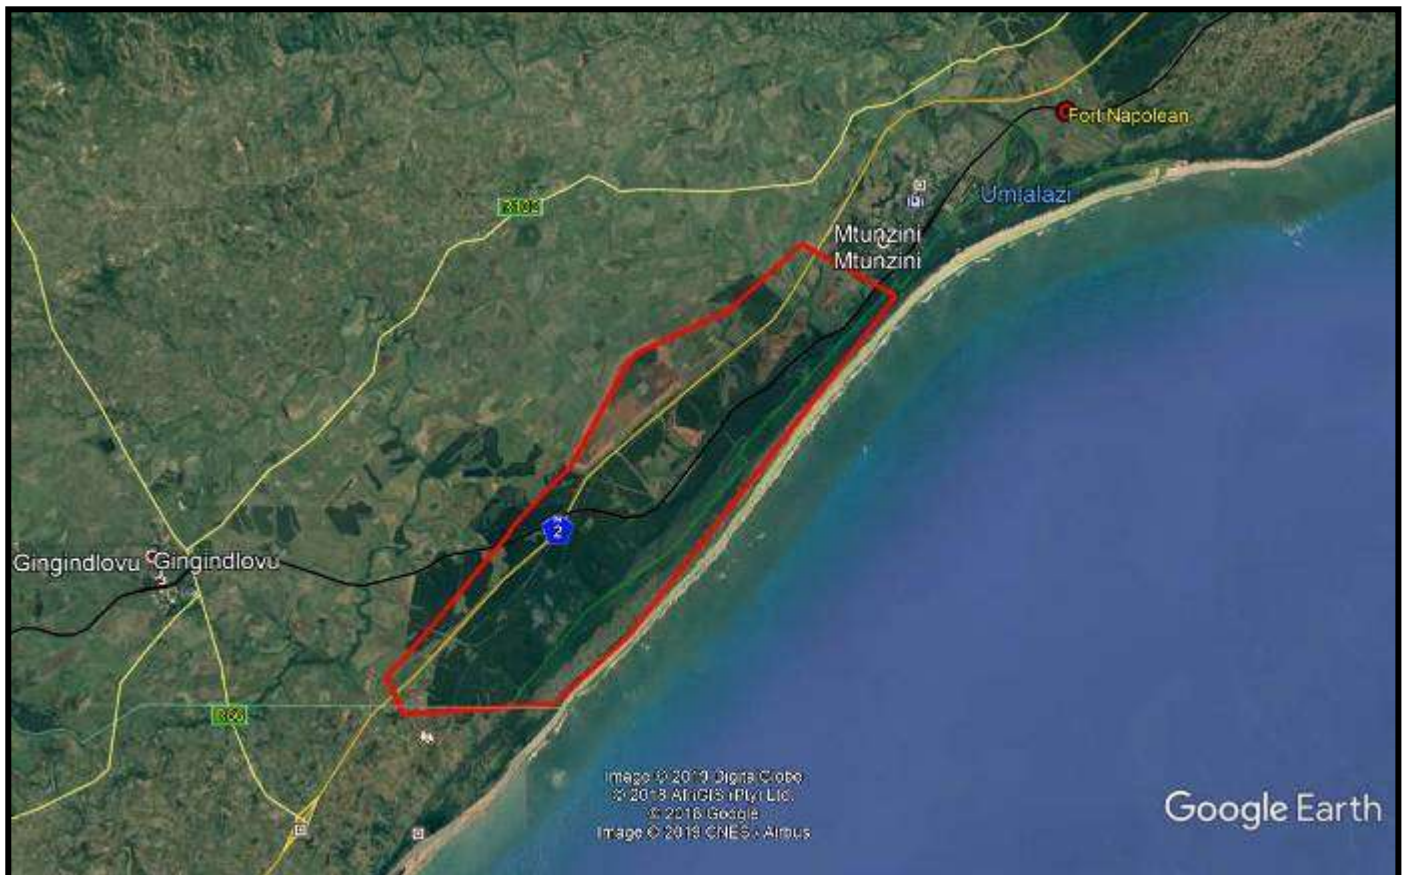 Fort Napolean
Umlalazi
Mtunzini
Mtunzini
2
Gingindlovu
Gingindlovu
R66
Image © 2019 DigitalGlobe
© 2018 AfriGIS (Pty) Ltd.
© 2018 Google
Image © 2019 CNES / Airbus
Google Earth